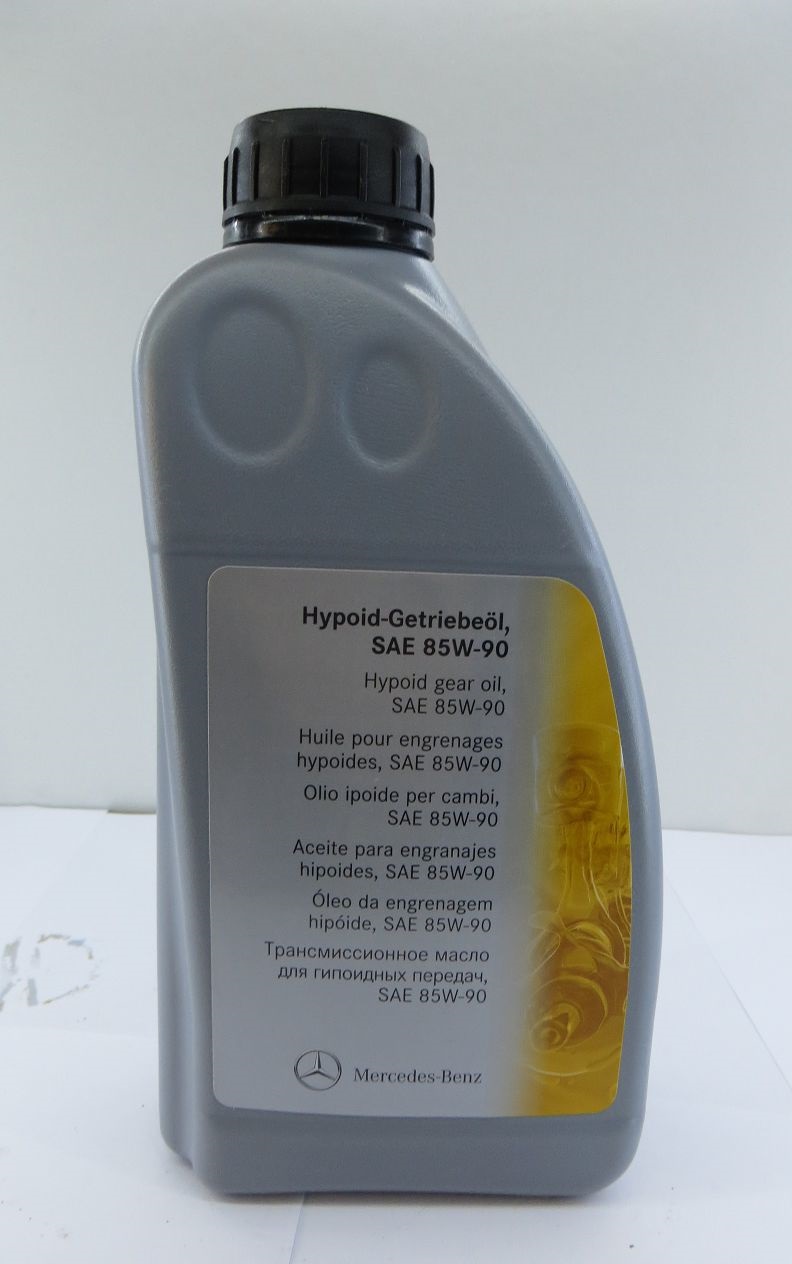 Hypoid-Getriebeöl,
SAE 85W-90
Hypoid gear oil,
SAE 85W-90
Huile pour engrenages
hypoides, SAE 85W-90
Olio ipoide per cambi,
SAE 85W-90
Aceite para engranajes
hipoides, SAE 85W-90
Óleo da engrenagem
hipóide, SAE 85W-90
Трансмиссионное масло
для гипоидных передач,
SAE 85W-90
Mercedes-Benz